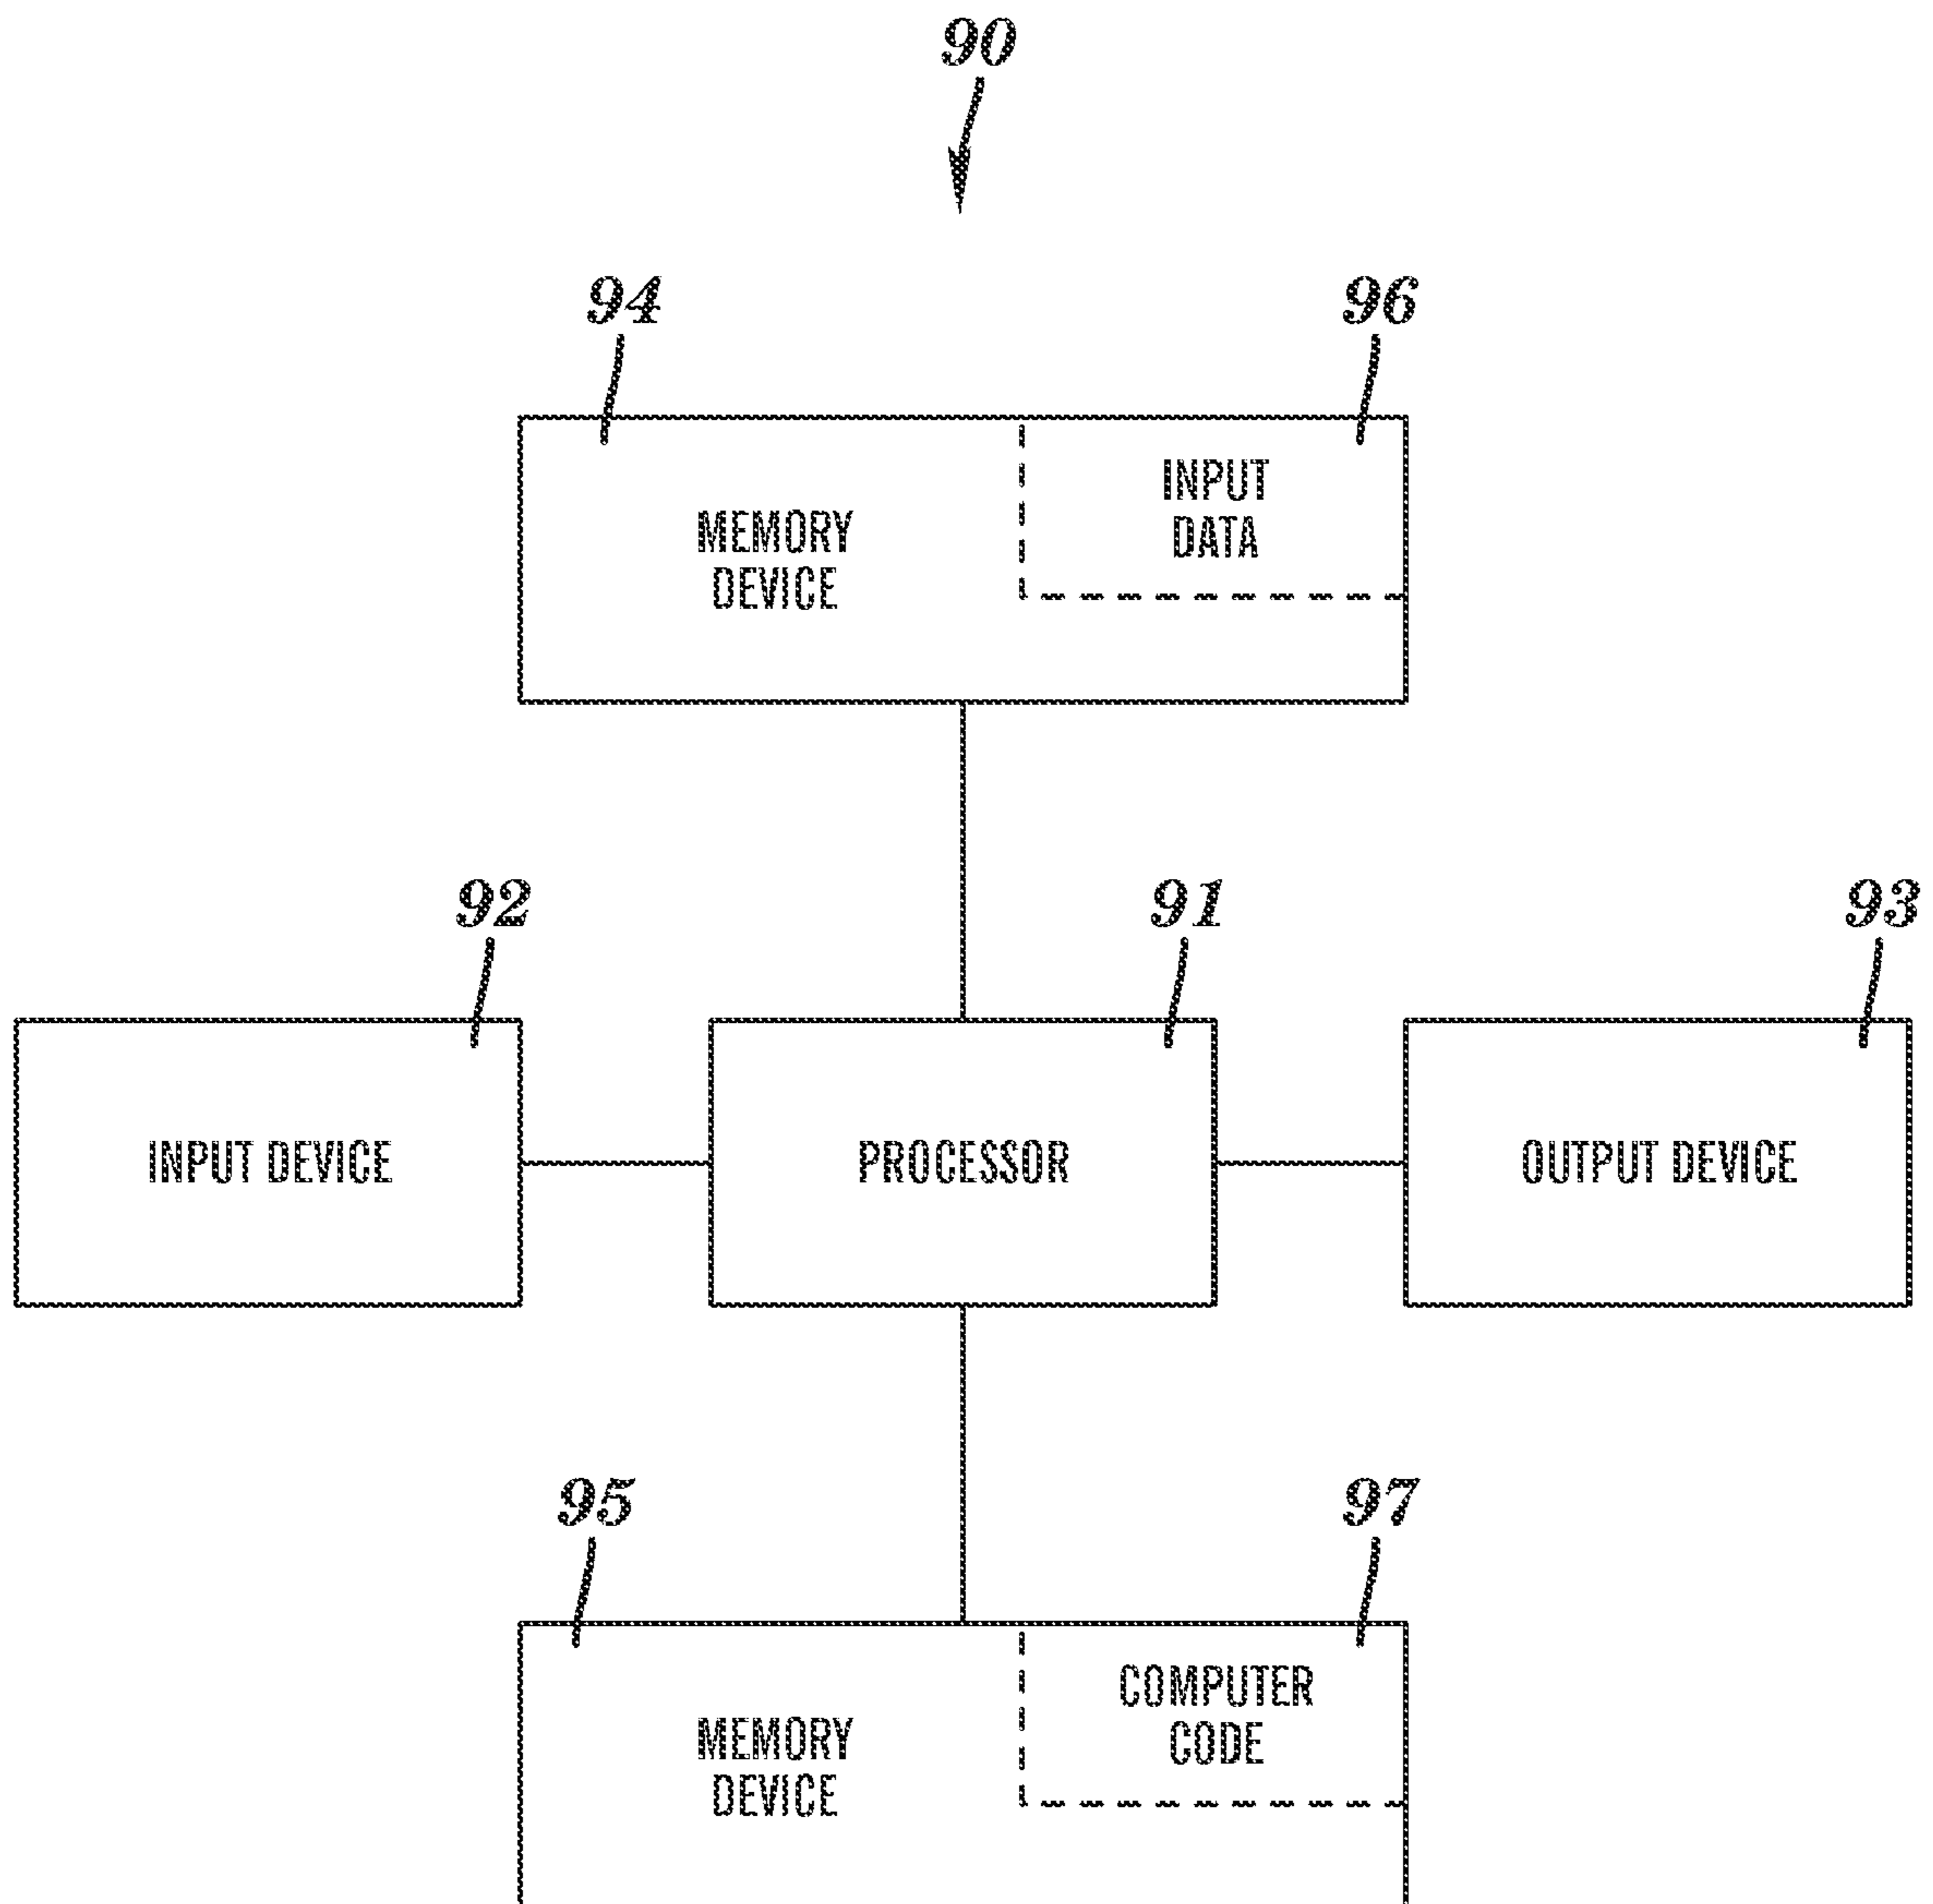 90
94
96
MEMORY
DEVICE
INPUT
DATA
92
91
93
INPUT DEVICE
PROCESSOR
OUTPUT DEVICE
95
97
MEMORY
DEVICE
COMPUTER
CODE